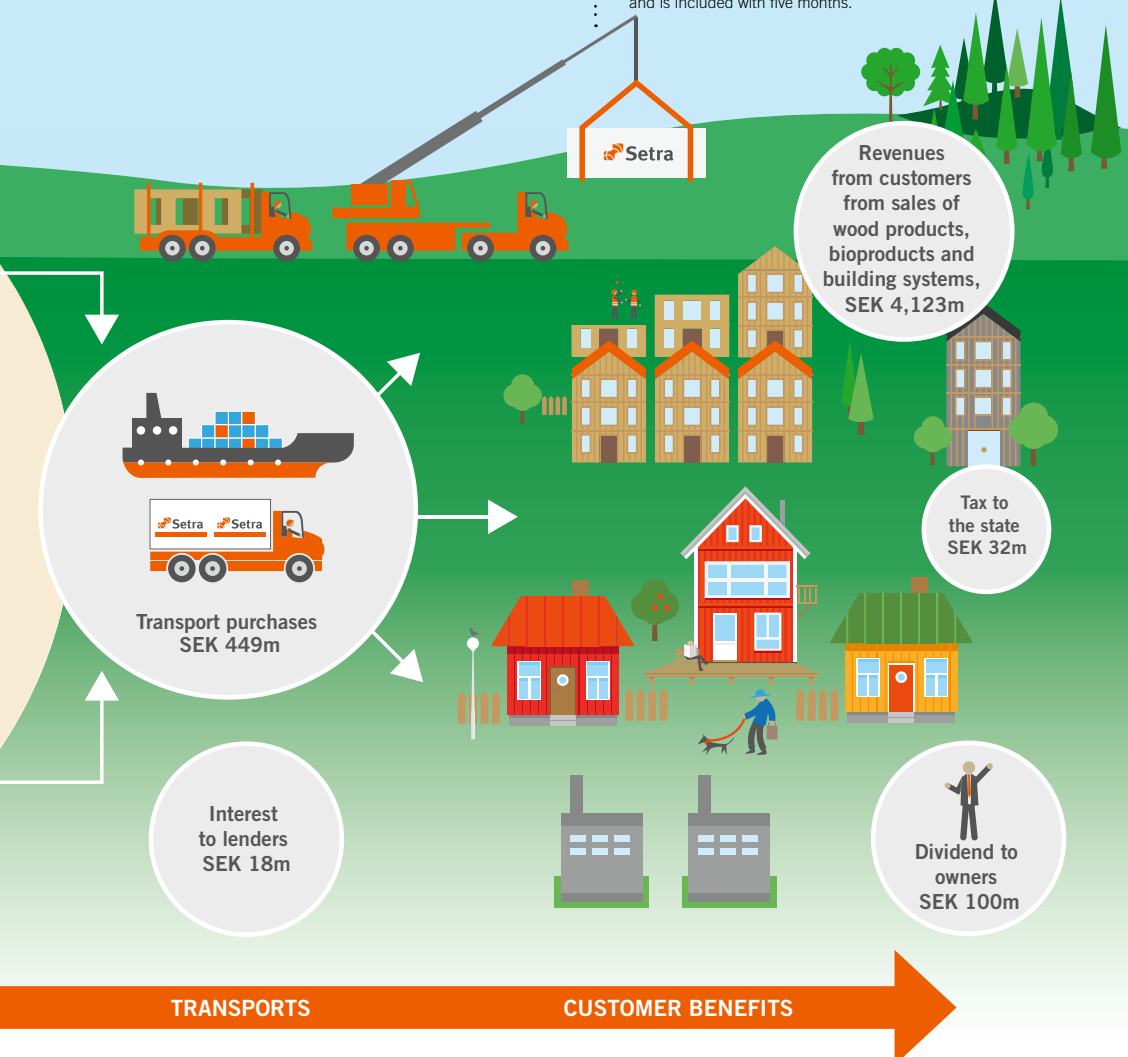 and is included with five months.
Setra
Revenues
from customers
from sales of
wood products,
bioproducts and
building systems,
SEK 4,123m
Setra Setra
Transport purchases
SEK 449m
Tax to
the state
SEK 32m
Interest
to lenders
SEK 18m
Dividend to
owners
SEK 100m
TRANSPORTS
CUSTOMER BENEFITS